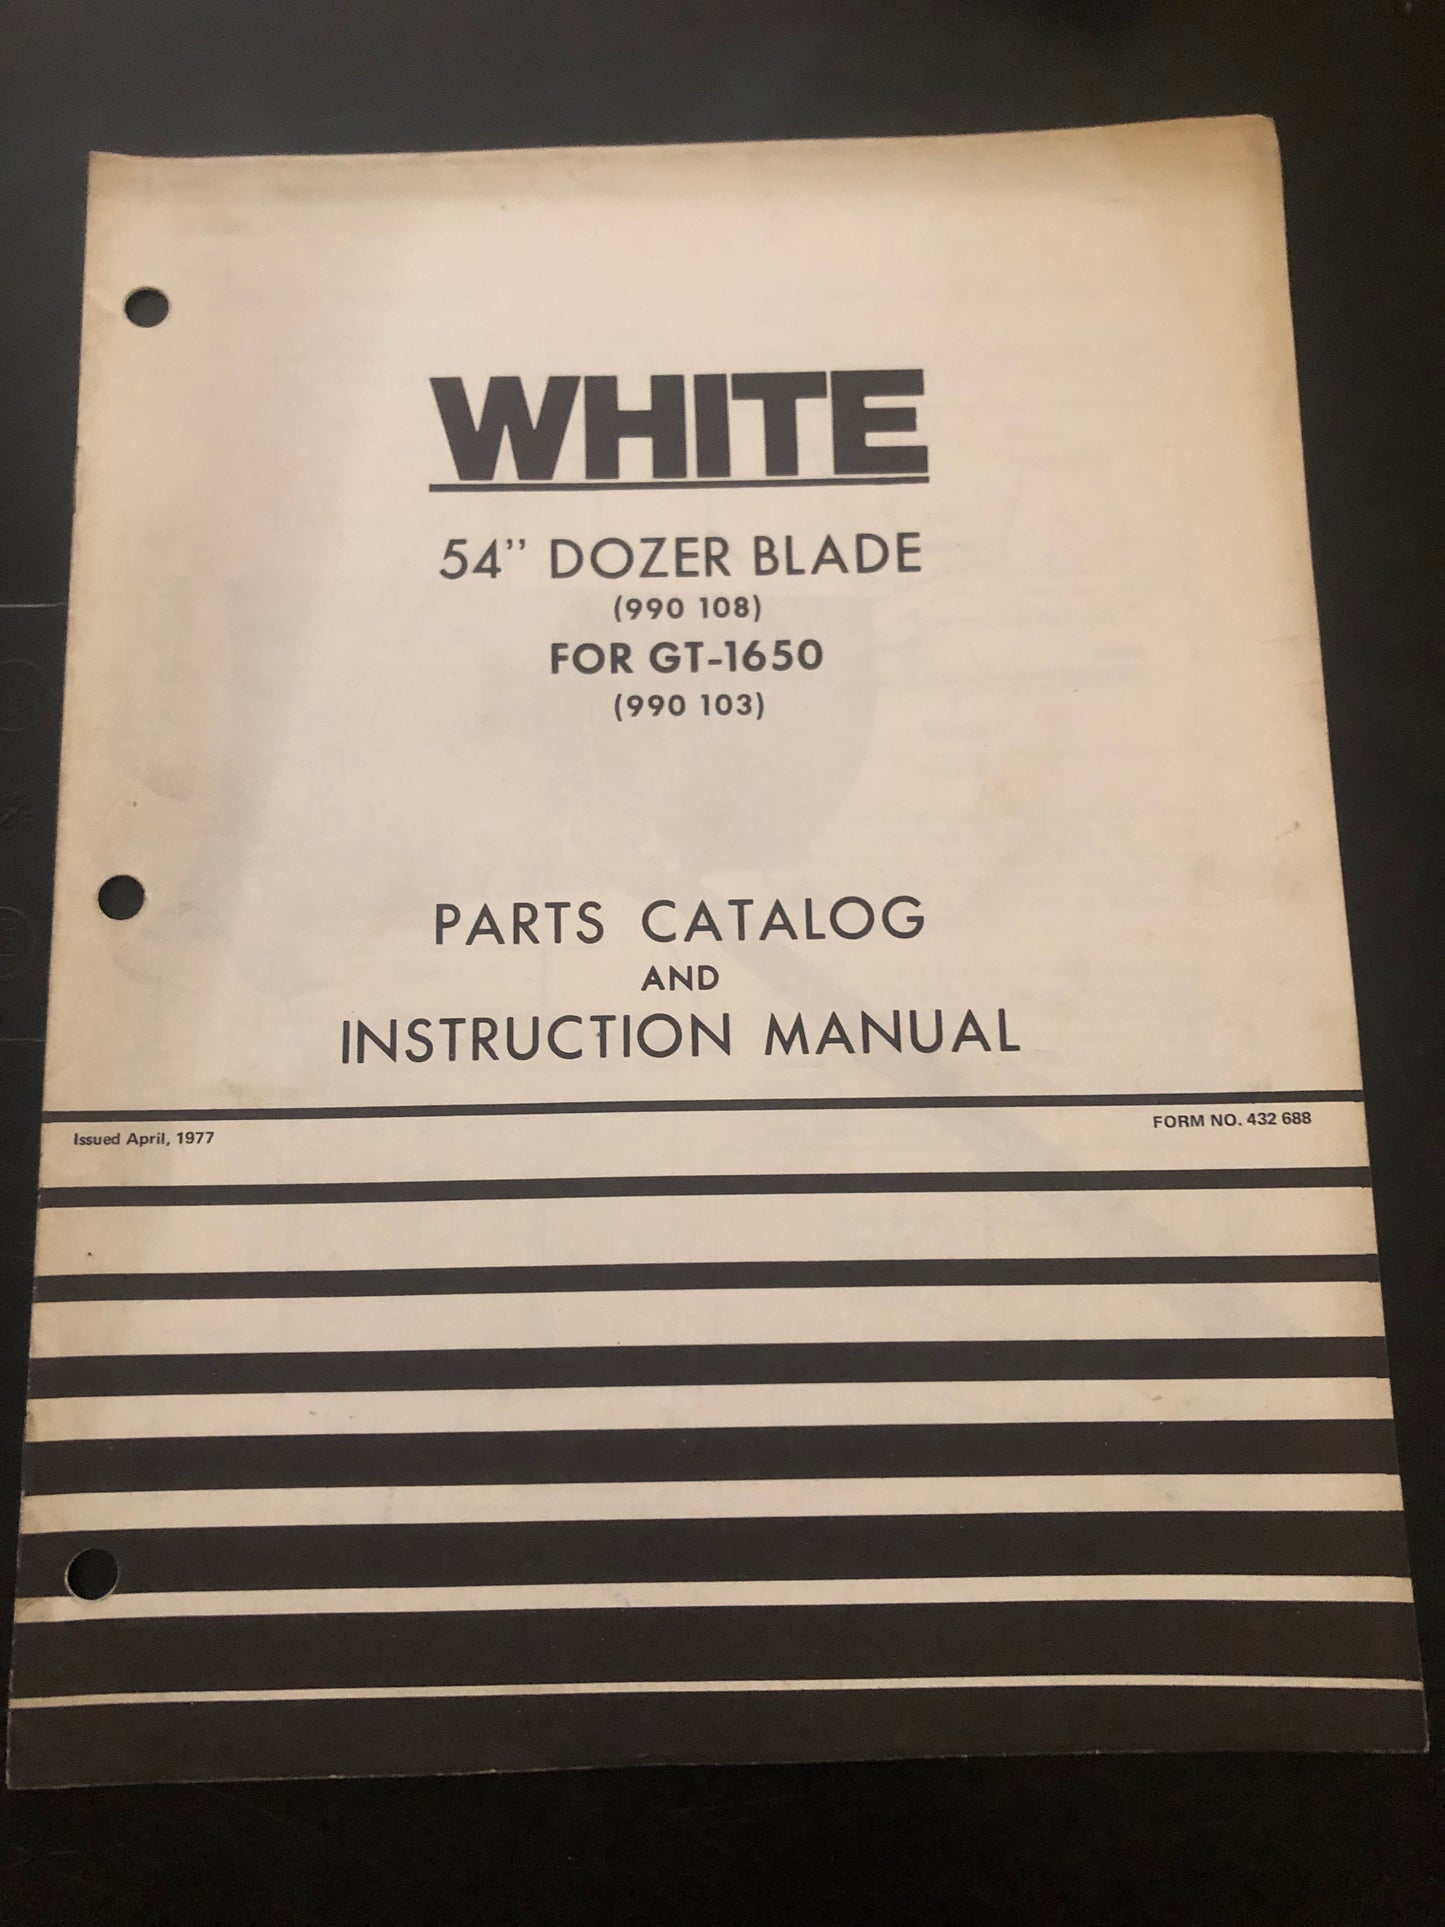 WHITE
54" DOZER BLADE
(990 108)
FOR GT-1650
(990 103)
PARTS CATALOG
AND
INSTRUCTION MANUAL
Issued April, 1977
FORM NO. 432 688